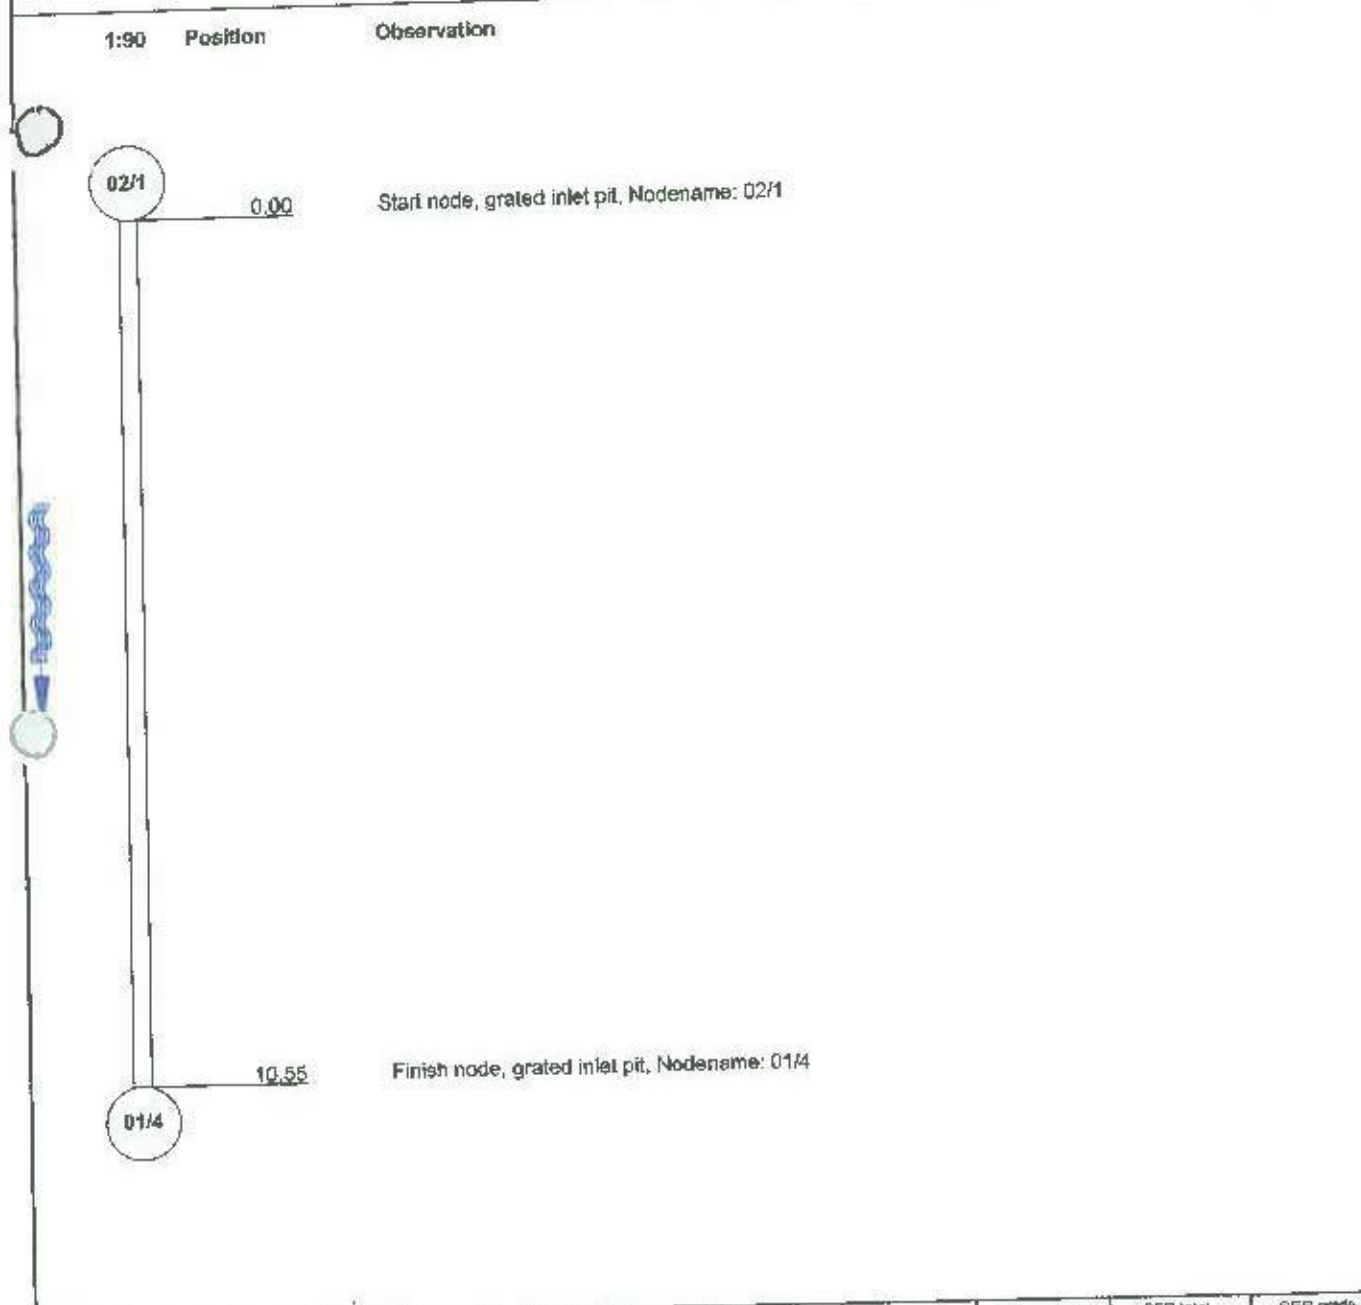 1:90 Position Observation
02/1
0.00 Start node, grated inlet pit, Nodename: 02/1
10.55 Finish node, grated inlet pit, Nodename: 01/4
01/4